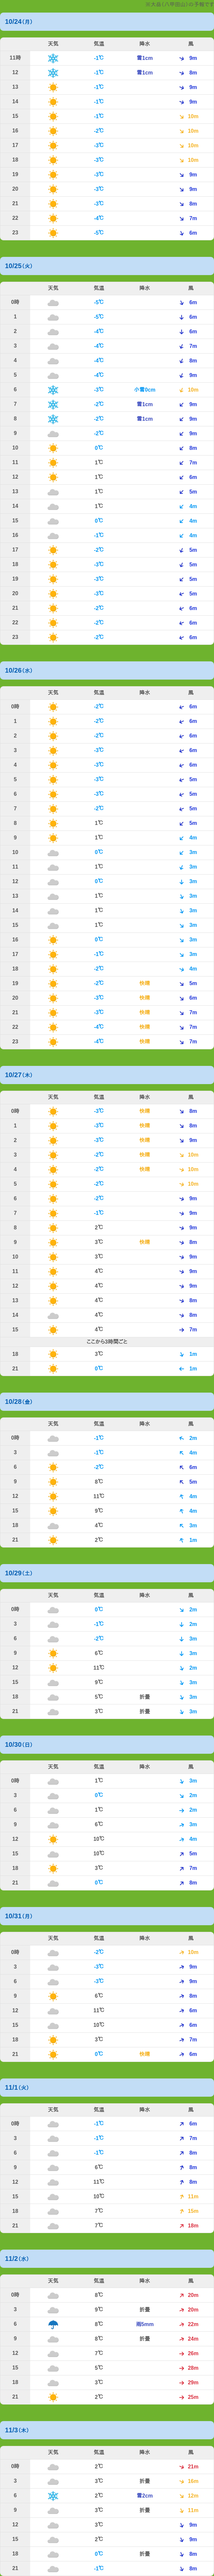 10/24(月)
天気 気温 降水 風
11時 -1℃ 雪1cm 9m
12 -1℃ 雪1cm 8m
13 -1℃ 9m
14 -1℃ 9m
15 -1℃ 10m
16 -2℃ 10m
17 -3℃ 10m
18 -3℃ 10m
19 -3℃ 9m
20 -3℃ 9m
21 -3℃ 8m
22 -4℃ 7m
23 -5℃ 6m
10/25(火)
天気 気温 降水 風
0時 -5℃ 6m
1 -5℃ 6m
2 -4℃ 6m
3 -4℃ 7m
4 -4℃ 8m
5 -4℃ 9m
6 -3℃ 小雪0cm 10m
7 -2℃ 雪1cm 9m
8 -2℃ 雪1cm 9m
9 -2℃ 9m
10 0℃ 8m
11 1℃ 7m
12 1℃ 6m
13 1℃ 5m
14 1℃ 4m
15 0℃ 4m
16 -1℃ 4m
17 -2℃ 5m
18 -3℃ 5m
19 -3℃ 5m
20 -3℃ 5m
21 -2℃ 6m
22 -2℃ 6m
23 -2℃ 6m
10/26(水)
天気 気温 降水 風
0時 -2℃ 6m
1 -2℃ 6m
2 -2℃ 6m
3 -3℃ 6m
4 -3℃ 6m
5 -3℃ 5m
6 -3℃ 5m
7 -2℃ 5m
8 1℃ 5m
9 1℃ 4m
10 0℃ 3m
11 1℃ 3m
12 0℃ 3m
13 1℃ 3m
14 1℃ 3m
15 1℃ 3m
16 0℃ 3m
17 -1℃ 3m
18 -2℃ 4m
19 -2℃ 快晴 5m
20 -3℃ 快晴 6m
21 -3℃ 快晴 7m
22 -4℃ 快晴 7m
23 -4℃ 快晴 7m
10/27(木)
天気 気温 降水 風
0時 -3℃ 快晴 8m
1 -3℃ 快晴 8m
2 -3℃ 快晴 9m
3 -2℃ 快晴 10m
4 -2℃ 快晴 10m
5 -2℃ 10m
6 -2℃ 9m
7 -1℃ 9m
8 2℃ 9m
9 3℃ 快晴 8m
10 3℃ 9m
11 4℃ 9m
12 4℃ 9m
13 4℃ 8m
14 4℃ 8m
15 4℃ 7m
ここから3時間ごと
18 3℃ 1m
21 0℃ 1m
10/28(金)
天気 気温 降水 風
0時 -1℃ 2m
3 -1℃ 4m
6 -2℃ 6m
9 8℃ 5m
12 11℃ 4m
15 9℃ 4m
18 4℃ 3m
21 2℃ 1m
10/29(土)
天気 気温 降水 風
0時 0℃ 2m
3 -1℃ 2m
6 -2℃ 3m
9 6℃ 3m
12 11℃ 2m
15 9℃ 3m
18 5℃ 折畳 3m
21 3℃ 折畳 3m
10/30(日)
天気 気温 降水 風
0時 1℃ 3m
3 0℃ 2m
6 1℃ 2m
9 6℃ 3m
12 10℃ 4m
15 10℃ 5m
18 3℃ 7m
21 0℃ 8m
10/31(月)
天気 気温 降水 風
0時 -2℃ 10m
3 -3℃ 9m
6 -3℃ 9m
9 6℃ 8m
12 11℃ 6m
15 10℃ 6m
18 3℃ 7m
21 0℃ 快晴 6m
11/1(火)
天気 気温 降水 風
0時 -1℃ 6m
3 -1℃ 7m
6 -1℃ 8m
9 6℃ 8m
12 11℃ 8m
15 10℃ 11m
18 7℃ 15m
21 7℃ 18m
11/2(水)
天気 気温 降水 風
0時 8℃ 20m
3 9℃ 折畳 20m
6 8℃ 雨5mm 22m
9 8℃ 折畳 24m
12 7℃ 26m
15 5℃ 28m
18 3℃ 29m
21 2℃ 25m
11/3(木)
天気 気温 降水 風
0時 2℃ 21m
3 3℃ 折畳 16m
6 2℃ 雪2cm 12m
9 3℃ 折畳 11m
12 3℃ 9m
15 2℃ 9m
18 0℃ 折畳 8m
21 -1℃ 8m